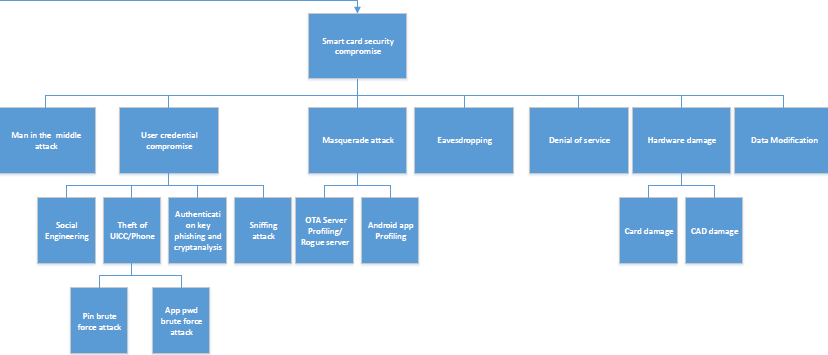 Smart card security
compromise
Man in the middle
attack
User credential
compromise
Masquerade attack
Eavesdropping
Denial of service
Hardware damage
Data Modification
Social
Engineering
Theft of
UICC/Phone
Authenticati
on key
phishing and
cryptanalysis
Sniffing
attack
OTA Server
Profiling/
Rogue server
Android app
Profiling
Card damage
CAD damage
Pin brute
force attack
App pwd
brute force
attack